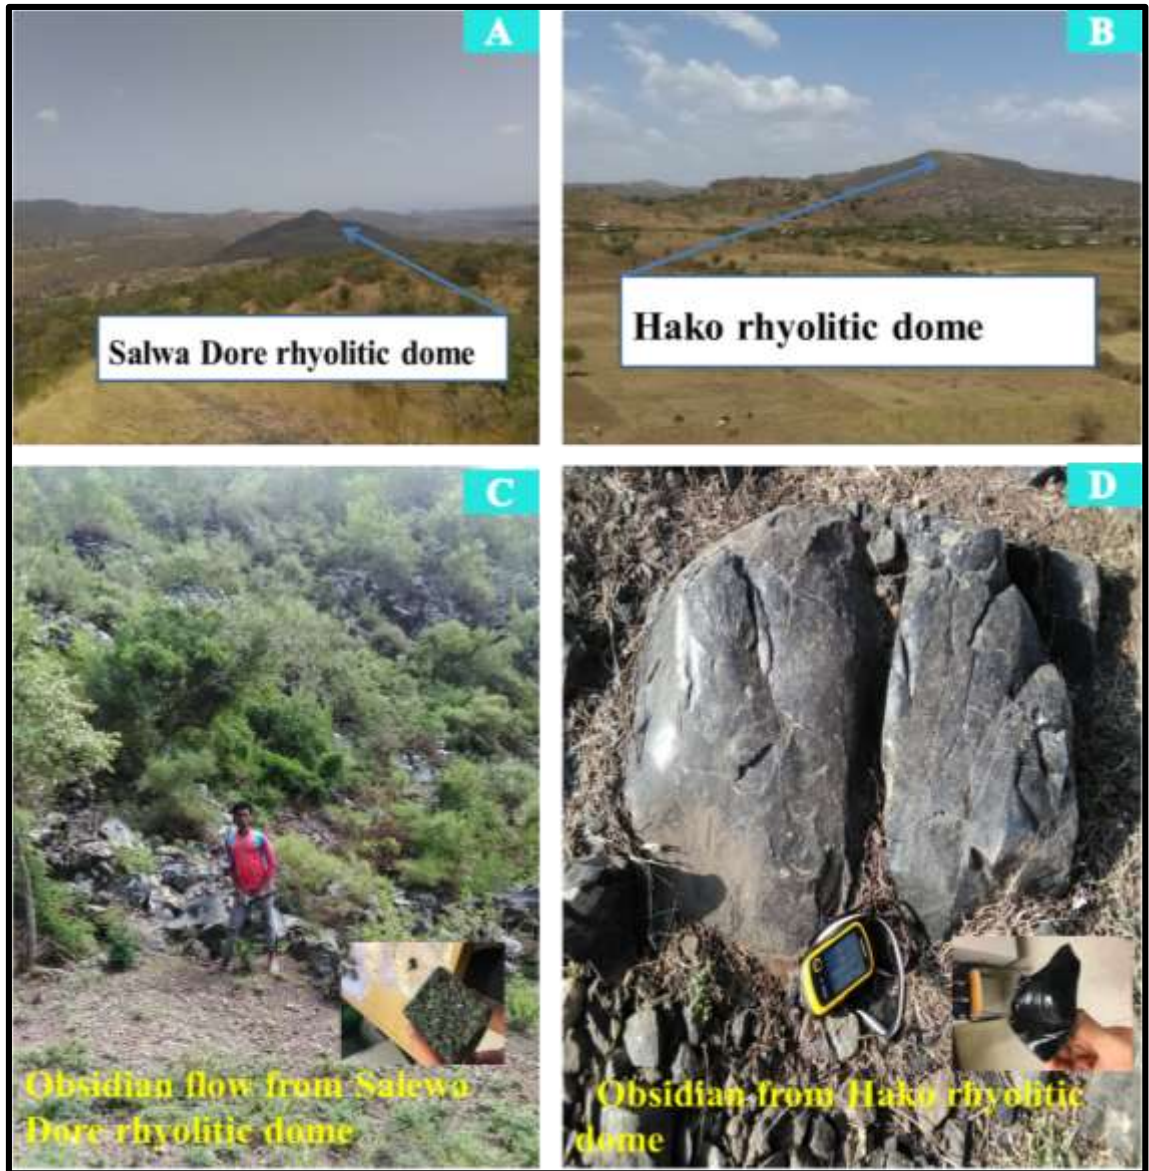 A
B
Salwa Dore rhyolitic dome
Hako rhyolitic dome
C
D
Obsidian flow from Salewa
Dore rhyolitic dome
Obsidian from Hako rhyolitic
dome